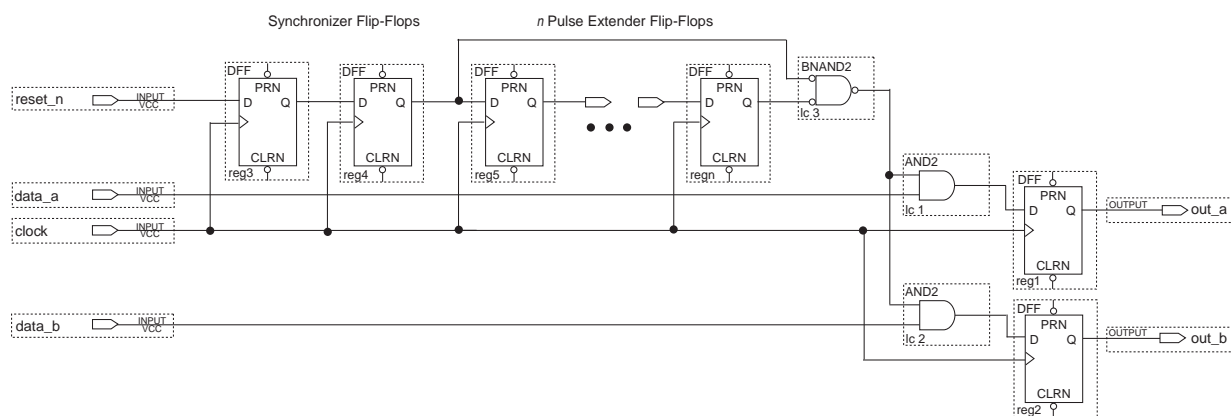 Synchronizer Flip-Flops
n Pulse Extender Flip-Flops
BNAND2
DFF
DFF
DFF
DFF
PRN
PRN
PRN
PRN
reset_n
INPUT
VCC
D Q
D Q
D Q
D Q
lc 3
CLRN
CLRN
CLRN
CLRN
reg3
reg4
reg5
regn
AND2
DFF
data_a
INPUT
VCC
PRN
lc 1
D Q
OUTPUT
out_a
clock
INPUT
VCC
CLRN
AND2
reg1
DFF
data_b
INPUT
VCC
PRN
lc 2
D Q
OUTPUT
out_b
CLRN
reg2